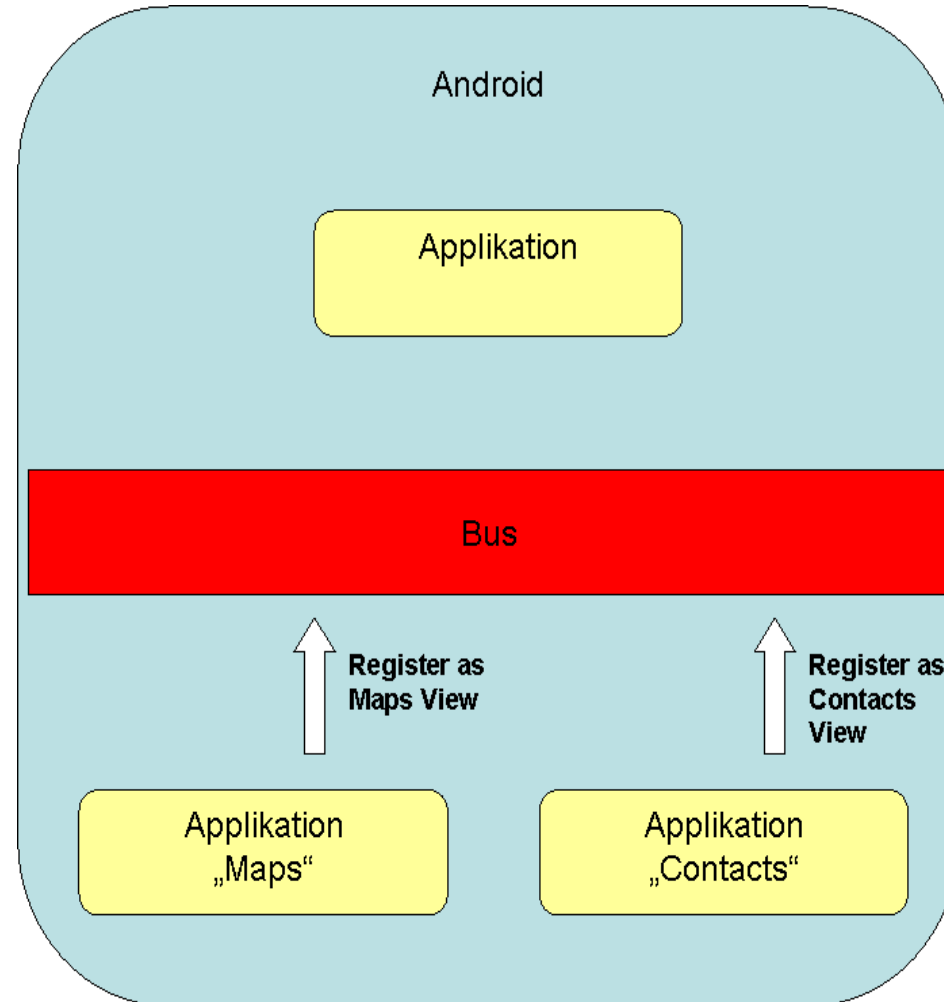 Android
Applikation
Bus
Register as
Maps View
Register as
Contacts
View
Applikation
„Maps“
Applikation
„Contacts“